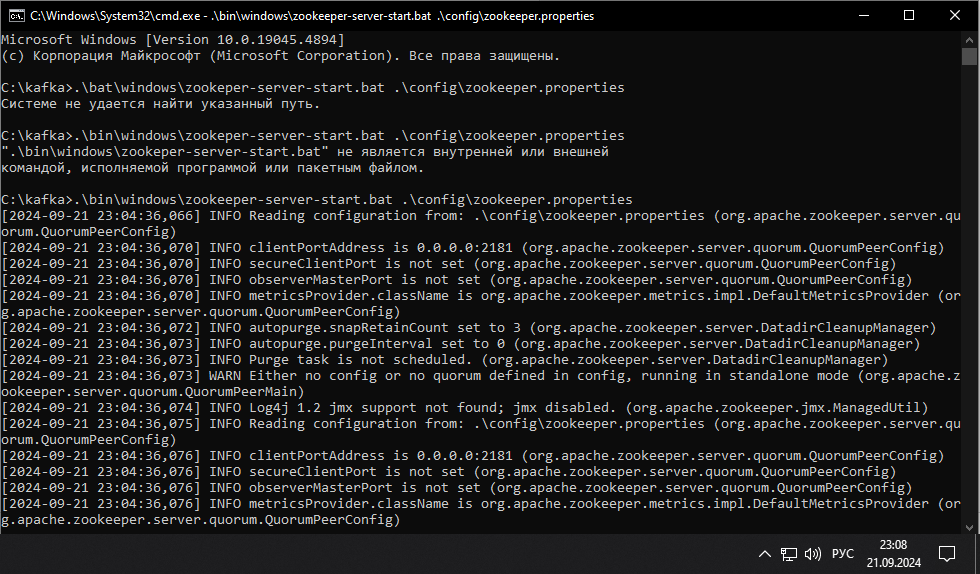 C:\Windows\System32\cmd.exe - .\bin\windows\zookeeper-server-start.bat .\config\zookeeper.properties
Microsoft Windows [Version 10.0.19045.4894]
(c) Корпорация Майкрософт (Microsoft Corporation). Все права защищены.
C:\kafka>.\bat\windows\zookeper-server-start.bat .\config\zookeeper.properties
Системе не удается найти указанный путь.
C:\kafka>.\bin\windows\zookeper-server-start.bat .\config\zookeeper.properties
".\bin\windows\zookeper-server-start.bat" не является внутренней или внешней
командой, исполняемой программой или пакетным файлом.
C:\kafka>.\bin\windows\zookeeper-server-start.bat .\config\zookeeper.properties
[2024-09-21 23:04:36,066] INFO Reading configuration from: .\config\zookeeper.properties (org.apache.zookeeper.server.qu
orum.QuorumPeerConfig)
[2024-09-21 23:04:36,070] INFO clientPortAddress is 0.0.0.0:2181 (org.apache.zookeeper.server.quorum.QuorumPeerConfig)
[2024-09-21 23:04:36,070] INFO secureClientPort is not set (org.apache.zookeeper.server.quorum.QuorumPeerConfig)
[2024-09-21 23:04:36,070] INFO observerMasterPort is not set (org.apache.zookeeper.server.quorum.QuorumPeerConfig)
[2024-09-21 23:04:36,070] INFO metricsProvider.className is org.apache.zookeeper.metrics.impl.DefaultMetricsProvider (or
g.apache.zookeeper.server.quorum.QuorumPeerConfig)
[2024-09-21 23:04:36,072] INFO autopurge.snapRetainCount set to 3 (org.apache.zookeeper.server.DatadirCleanupManager)
[2024-09-21 23:04:36,073] INFO autopurge.purgeInterval set to 0 (org.apache.zookeeper.server.DatadirCleanupManager)
[2024-09-21 23:04:36,073] INFO Purge task is not scheduled. (org.apache.zookeeper.server.DatadirCleanupManager)
[2024-09-21 23:04:36,073] WARN Either no config or no quorum defined in config, running in standalone mode (org.apache.z
ookeeper.server.quorum.QuorumPeerMain)
[2024-09-21 23:04:36,074] INFO Log4j 1.2 jmx support not found; jmx disabled. (org.apache.zookeeper.jmx.ManagedUtil)
[2024-09-21 23:04:36,075] INFO Reading configuration from: .\config\zookeeper.properties (org.apache.zookeeper.server.qu
orum.QuorumPeerConfig)
[2024-09-21 23:04:36,076] INFO clientPortAddress is 0.0.0.0:2181 (org.apache.zookeeper.server.quorum.QuorumPeerConfig)
[2024-09-21 23:04:36,076] INFO secureClientPort is not set (org.apache.zookeeper.server.quorum.QuorumPeerConfig)
[2024-09-21 23:04:36,076] INFO observerMasterPort is not set (org.apache.zookeeper.server.quorum.QuorumPeerConfig)
[2024-09-21 23:04:36,076] INFO metricsProvider.className is org.apache.zookeeper.metrics.impl.DefaultMetricsProvider (or
g.apache.zookeeper.server.quorum.QuorumPeerConfig)
РУС
23:08
21.09.2024